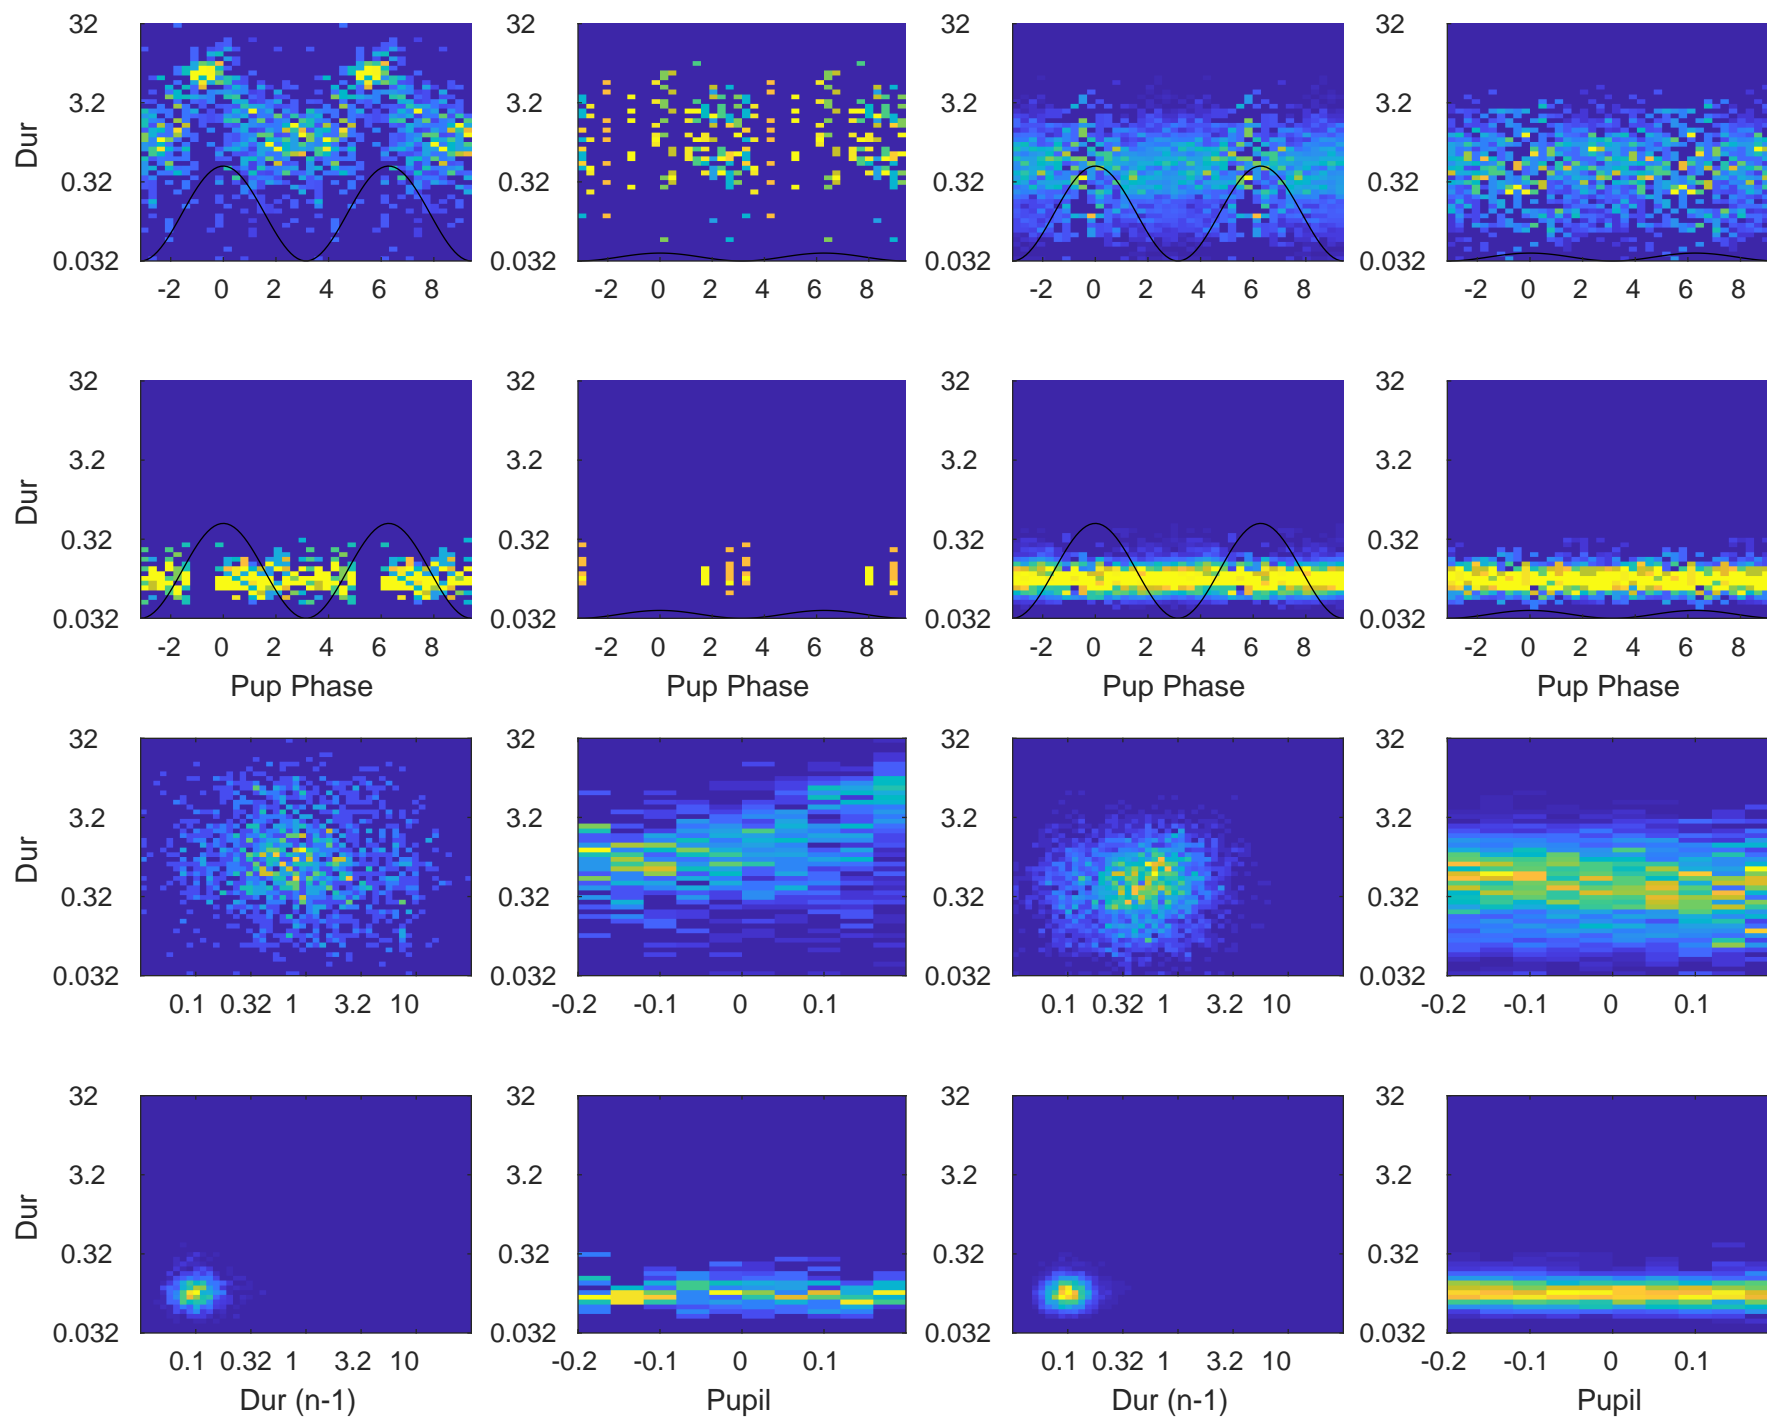 32 32 32 32
3.2 3.2 3.2 3.2
Dur
0.32 0.32 0.32 0.32
0.032 0.032 0.032 0.032
-2 0 2 4 6 8 -2 0 2 4 6 8 -2 0 2 4 6 8 -2 0 2 4 6 8
32 32 32 32
3.2 3.2 3.2 3.2
Dur
0.32 0.32 0.32 0.32
0.032 0.032 0.032 0.032
-2 0 2 4 6 8 -2 0 2 4 6 8 -2 0 2 4 6 8 -2 0 2 4 6 8
Pup Phase Pup Phase Pup Phase Pup Phase
32 32 32 32
3.2 3.2 3.2 3.2
Dur
0.32 0.32 0.32 0.32
0.032 0.032 0.032 0.032
0.1 0.32 1 3.2 10 -0.2 -0.1 0 0.1 0.1 0.32 1 3.2 10 -0.2 -0.1 0 0.1
32 32 32 32
3.2 3.2 3.2 3.2
Dur
0.32 0.32 0.32 0.32
0.032 0.032 0.032 0.032
0.1 0.32 1 3.2 10 -0.2 -0.1 0 0.1 0.1 0.32 1 3.2 10 -0.2 -0.1 0 0.1
Dur (n-1) Pupil Dur (n-1) Pupil